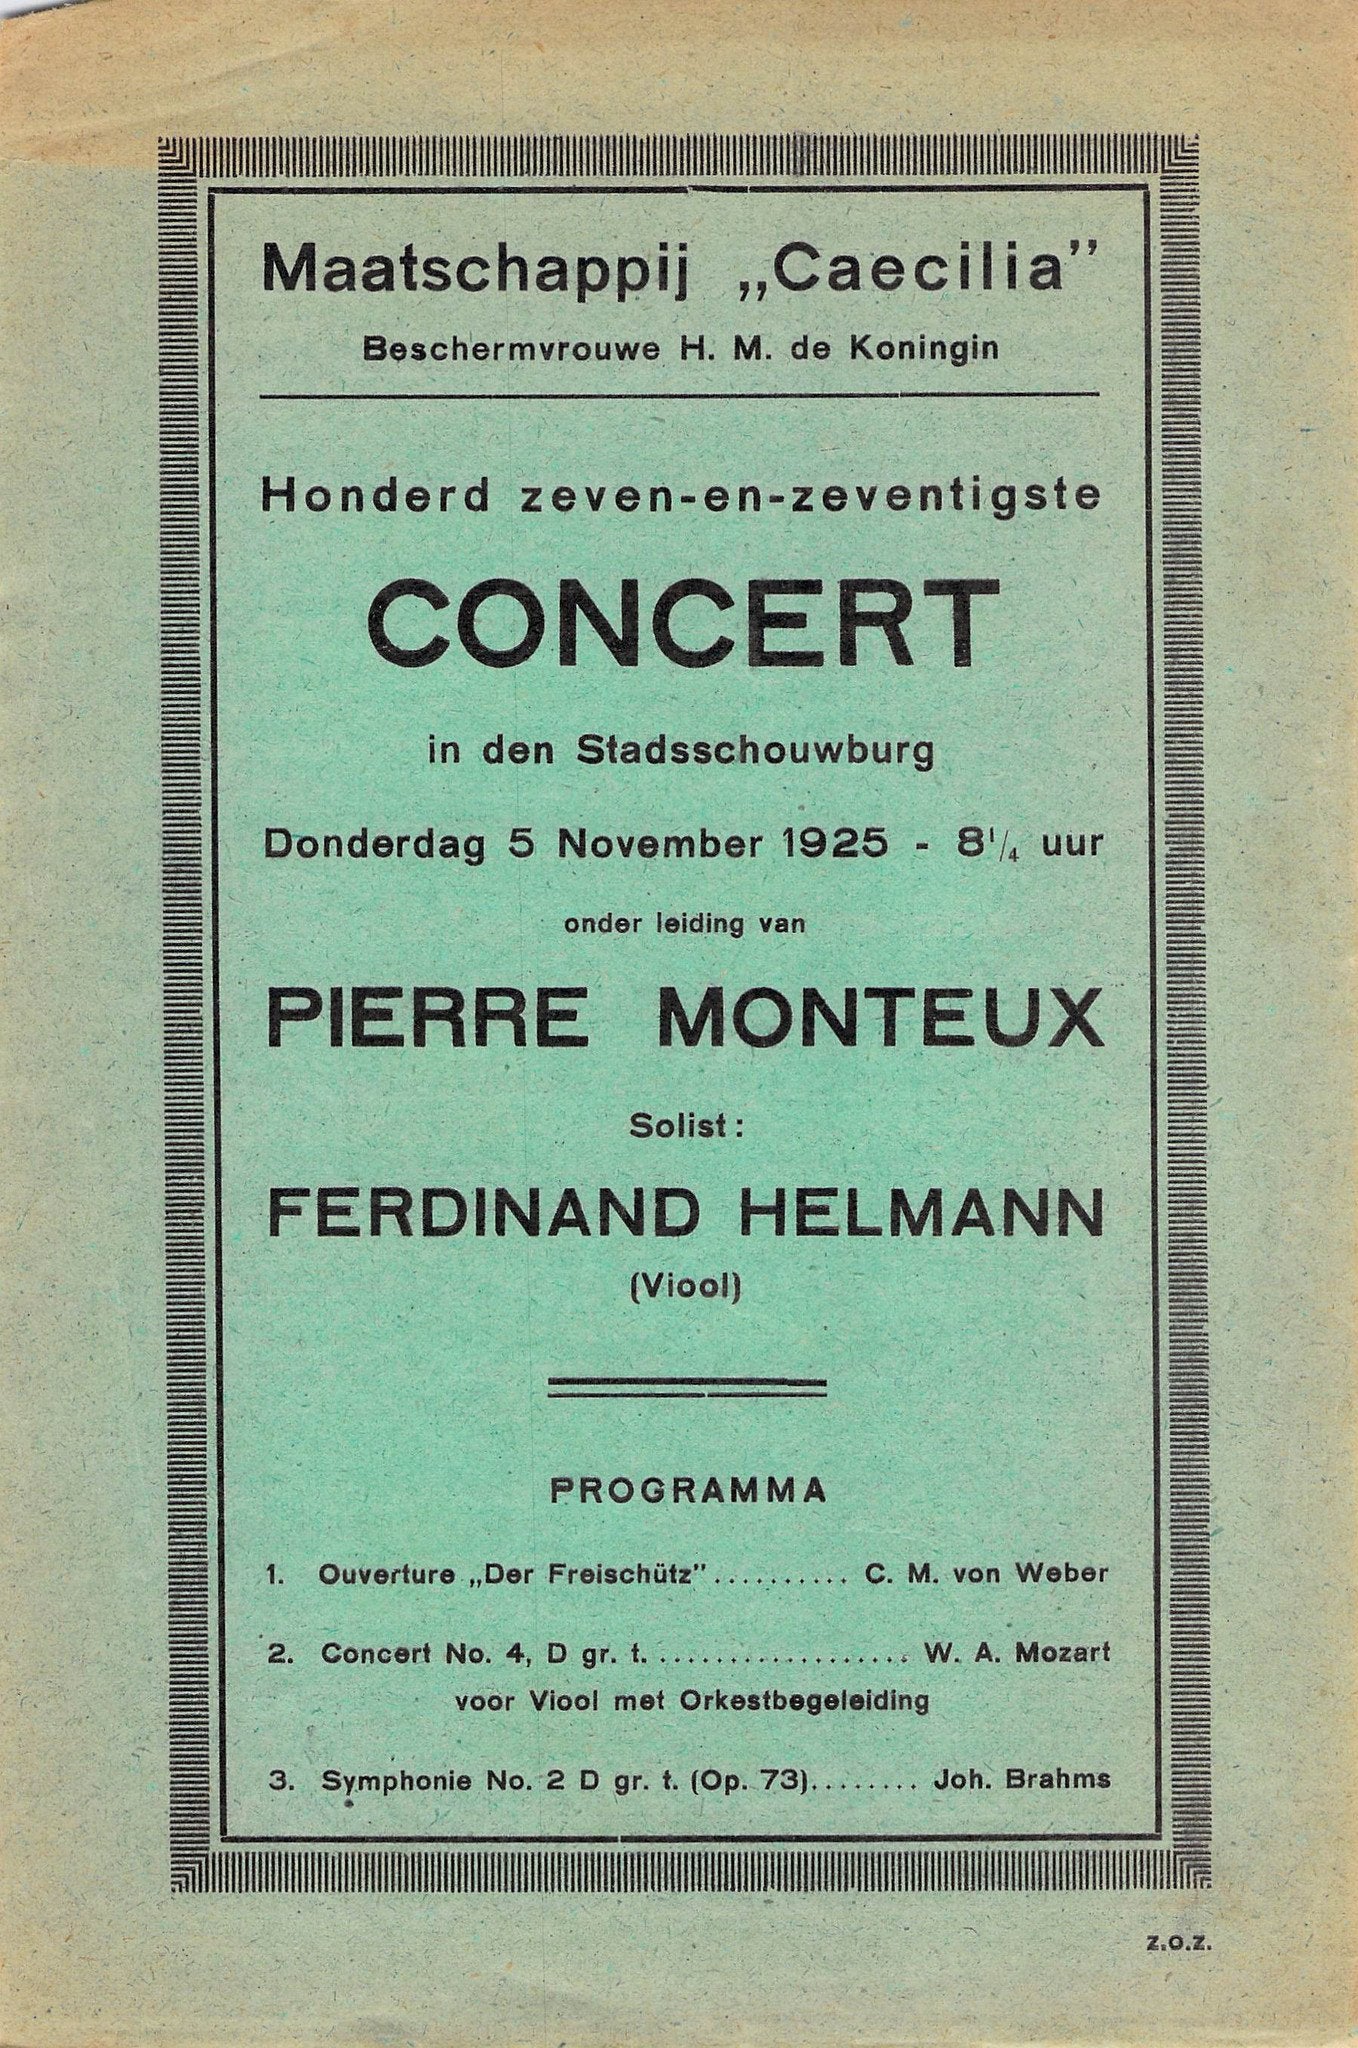 Maatschappij „Caecilia”
Beschermvrouwe H. M. de Koningin
Honderd zeven-en-zeventigste
CONCERT
in den Stadsschouwburg
Donderdag 5 November 1925 - 8¹/₄ uur
onder leiding van
PIERRE MONTEUX
Solist:
FERDINAND HELMANN
(Viool)
PROGRAMMA
1. Ouverture „Der Freischütz”.......... C. M. von Weber
2. Concert No. 4, D gr. t. ................... W. A. Mozart
voor Viool met Orkestbegeleiding
3. Symphonie No. 2 D gr. t. (Op. 73)........ Joh. Brahms
z.o.z.